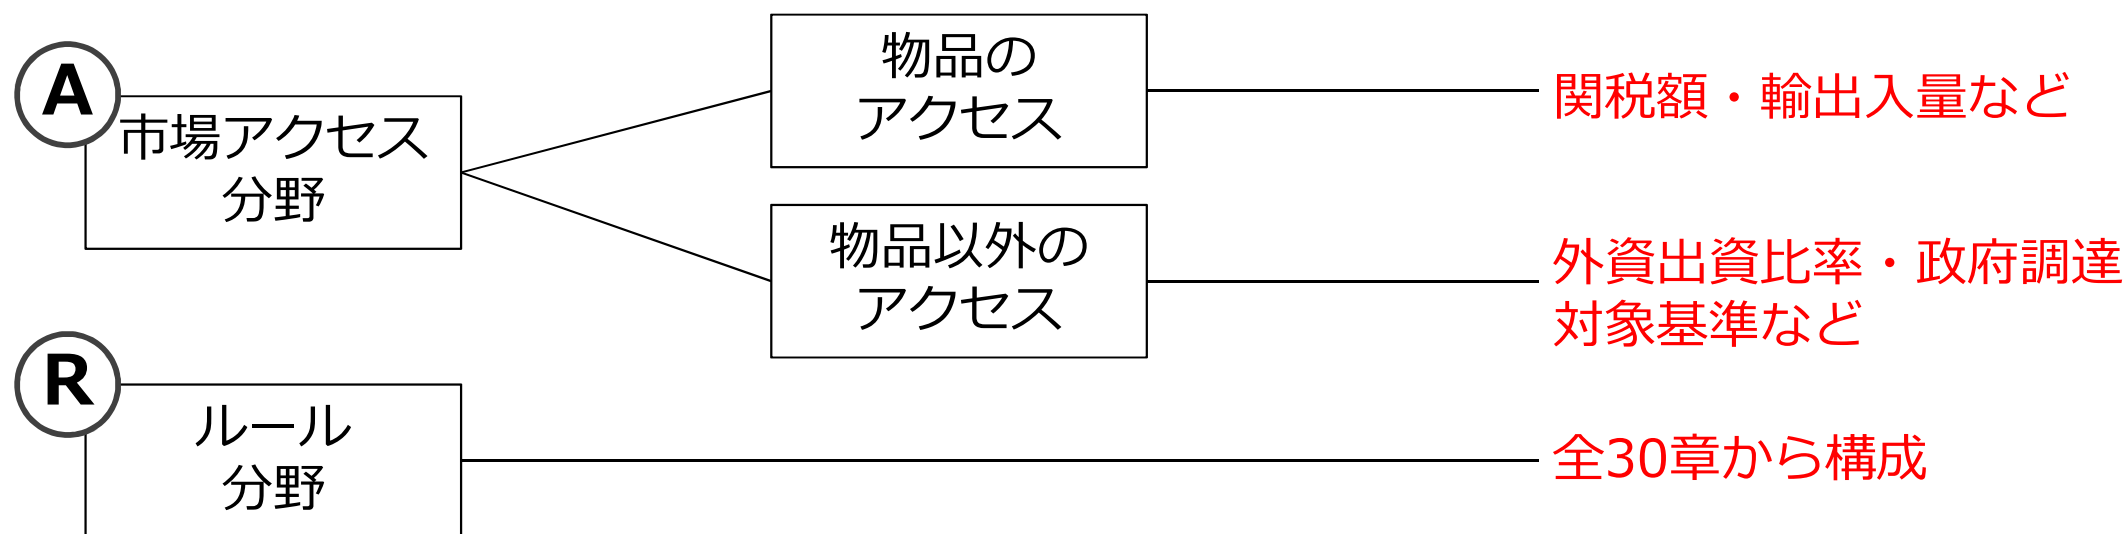 A
市場アクセス
分野
物品の
アクセス
関税額・輸出入量など
物品以外の
アクセス
外資出資比率・政府調達
対象基準など
R
ルール
分野
全30章から構成